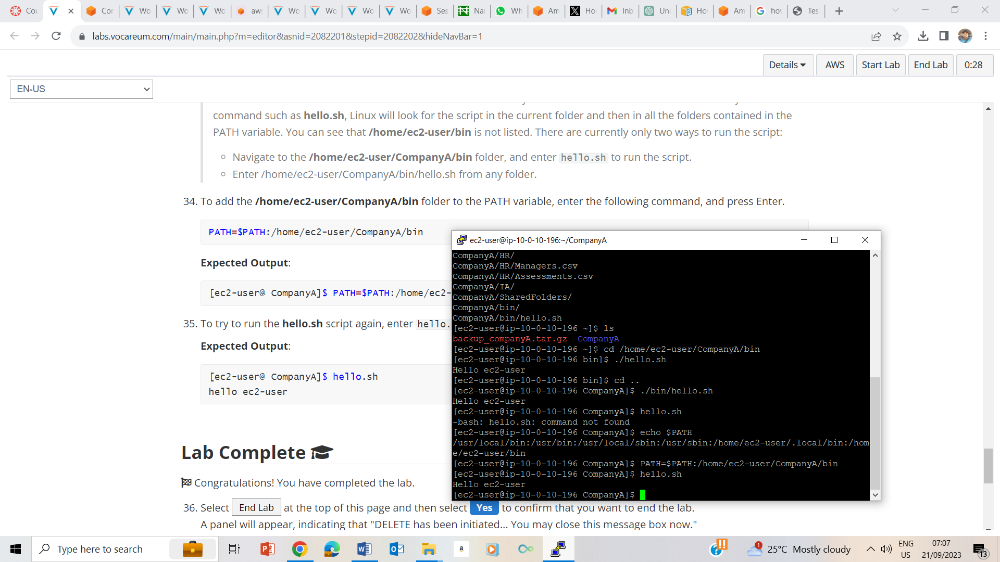 Cou
Cor
Wo
Wo
Wo
aws
Wo
Wo
Wo
Wo
Ses
Nai
Wh
Am
Ho
Inb
Un
Ho
Am
how
Tes
labs.vocareum.com/main/main.php?m=editor&asnid=2082201&stepid=2082202&hideNavBar=1
Details AWS Start Lab End Lab 0:28
EN-US
command such as hello.sh, Linux will look for the script in the current folder and then in all the folders contained in the
PATH variable. You can see that /home/ec2-user/bin is not listed. There are currently only two ways to run the script:
Navigate to the /home/ec2-user/CompanyA/bin folder, and enter hello.sh to run the script.
Enter /home/ec2-user/CompanyA/bin/hello.sh from any folder.
34. To add the /home/ec2-user/CompanyA/bin folder to the PATH variable, enter the following command, and press Enter.
PATH=$PATH:/home/ec2-user/CompanyA/bin
Expected Output:
[ec2-user@ CompanyA]$ PATH=$PATH:/home/ec2-
35. To try to run the hello.sh script again, enter hello.
Expected Output:
[ec2-user@ CompanyA]$ hello.sh
hello ec2-user
Lab Complete
Congratulations! You have completed the lab.
36. Select End Lab at the top of this page and then select Yes to confirm that you want to end the lab.
A panel will appear, indicating that "DELETE has been initiated... You may close this message box now."
ec2-user@ip-10-0-10-196:~/CompanyA
CompanyA/HR/
CompanyA/HR/Managers.csv
CompanyA/HR/Assessments.csv
CompanyA/IA/
CompanyA/SharedFolders/
CompanyA/bin/
CompanyA/bin/hello.sh
[ec2-user@ip-10-0-10-196 ~]$ ls
backup_companyA.tar.gz CompanyA
[ec2-user@ip-10-0-10-196 ~]$ cd /home/ec2-user/CompanyA/bin
[ec2-user@ip-10-0-10-196 bin]$ ./hello.sh
Hello ec2-user
[ec2-user@ip-10-0-10-196 bin]$ cd ..
[ec2-user@ip-10-0-10-196 CompanyA]$ ./bin/hello.sh
Hello ec2-user
[ec2-user@ip-10-0-10-196 CompanyA]$ hello.sh
-bash: hello.sh: command not found
[ec2-user@ip-10-0-10-196 CompanyA]$ echo $PATH
/usr/local/bin:/usr/bin:/usr/local/sbin:/usr/sbin:/home/ec2-user/.local/bin:/hom
e/ec2-user/bin
[ec2-user@ip-10-0-10-196 CompanyA]$ PATH=$PATH:/home/ec2-user/CompanyA/bin
[ec2-user@ip-10-0-10-196 CompanyA]$ hello.sh
Hello ec2-user
[ec2-user@ip-10-0-10-196 CompanyA]$
Type here to search
a
1
25°C Mostly cloudy
ENG
US
07:07
21/09/2023
13